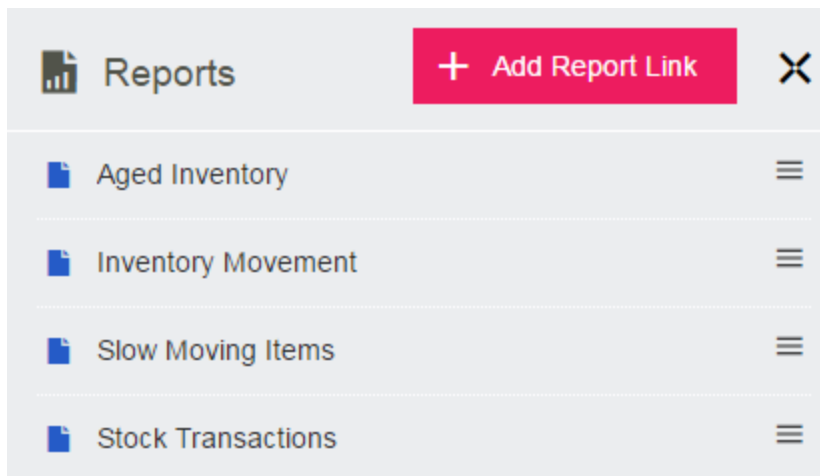 Reports
+ Add Report Link
Aged Inventory
Inventory Movement
Slow Moving Items
Stock Transactions